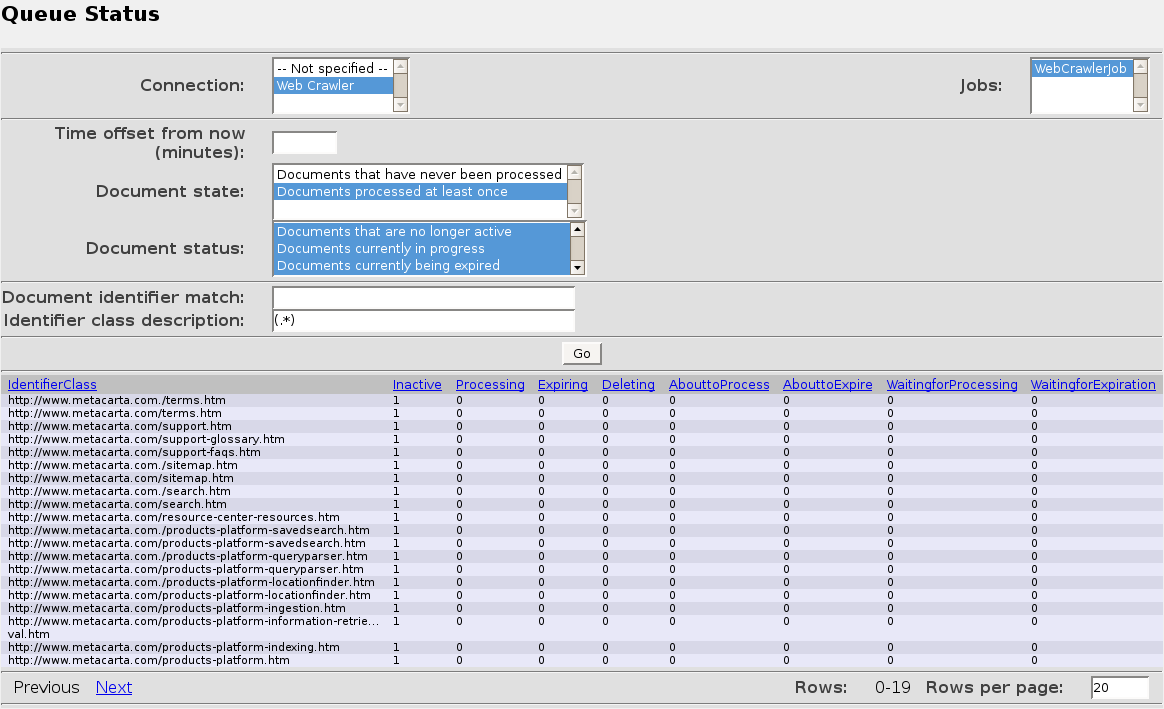 Queue Status
Connection: -- Not specified -- Web Crawler Jobs: WebCrawlerJob
Time offset from now (minutes):
Document state: Documents that have never been processed
Documents processed at least once
Document status: Documents that are no longer active
Documents currently in progress
Documents currently being expired
Document identifier match:
Identifier class description: (.*)
Go
IdentifierClass Inactive Processing Expiring Deleting AbouttoProcess AbouttoExpire WaitingforProcessing WaitingforExpiration
http://www.metacarta.com./terms.htm 1 0 0 0 0 0 0 0
http://www.metacarta.com/terms.htm 1 0 0 0 0 0 0 0
http://www.metacarta.com/support.htm 1 0 0 0 0 0 0 0
http://www.metacarta.com/support-glossary.htm 1 0 0 0 0 0 0 0
http://www.metacarta.com/support-faqs.htm 1 0 0 0 0 0 0 0
http://www.metacarta.com./sitemap.htm 1 0 0 0 0 0 0 0
http://www.metacarta.com/sitemap.htm 1 0 0 0 0 0 0 0
http://www.metacarta.com./search.htm 1 0 0 0 0 0 0 0
http://www.metacarta.com/search.htm 1 0 0 0 0 0 0 0
http://www.metacarta.com/resource-center-resources.htm 1 0 0 0 0 0 0 0
http://www.metacarta.com./products-platform-savedsearch.htm 1 0 0 0 0 0 0 0
http://www.metacarta.com/products-platform-savedsearch.htm 1 0 0 0 0 0 0 0
http://www.metacarta.com./products-platform-queryparser.htm 1 0 0 0 0 0 0 0
http://www.metacarta.com/products-platform-queryparser.htm 1 0 0 0 0 0 0 0
http://www.metacarta.com./products-platform-locationfinder.htm 1 0 0 0 0 0 0 0
http://www.metacarta.com/products-platform-locationfinder.htm 1 0 0 0 0 0 0 0
http://www.metacarta.com/products-platform-ingestion.htm 1 0 0 0 0 0 0 0
http://www.metacarta.com/products-platform-information-retrie... 1 0 0 0 0 0 0 0
val.htm
http://www.metacarta.com/products-platform-indexing.htm 1 0 0 0 0 0 0 0
http://www.metacarta.com/products-platform.htm 1 0 0 0 0 0 0 0
Previous Next Rows: 0-19 Rows per page: 20